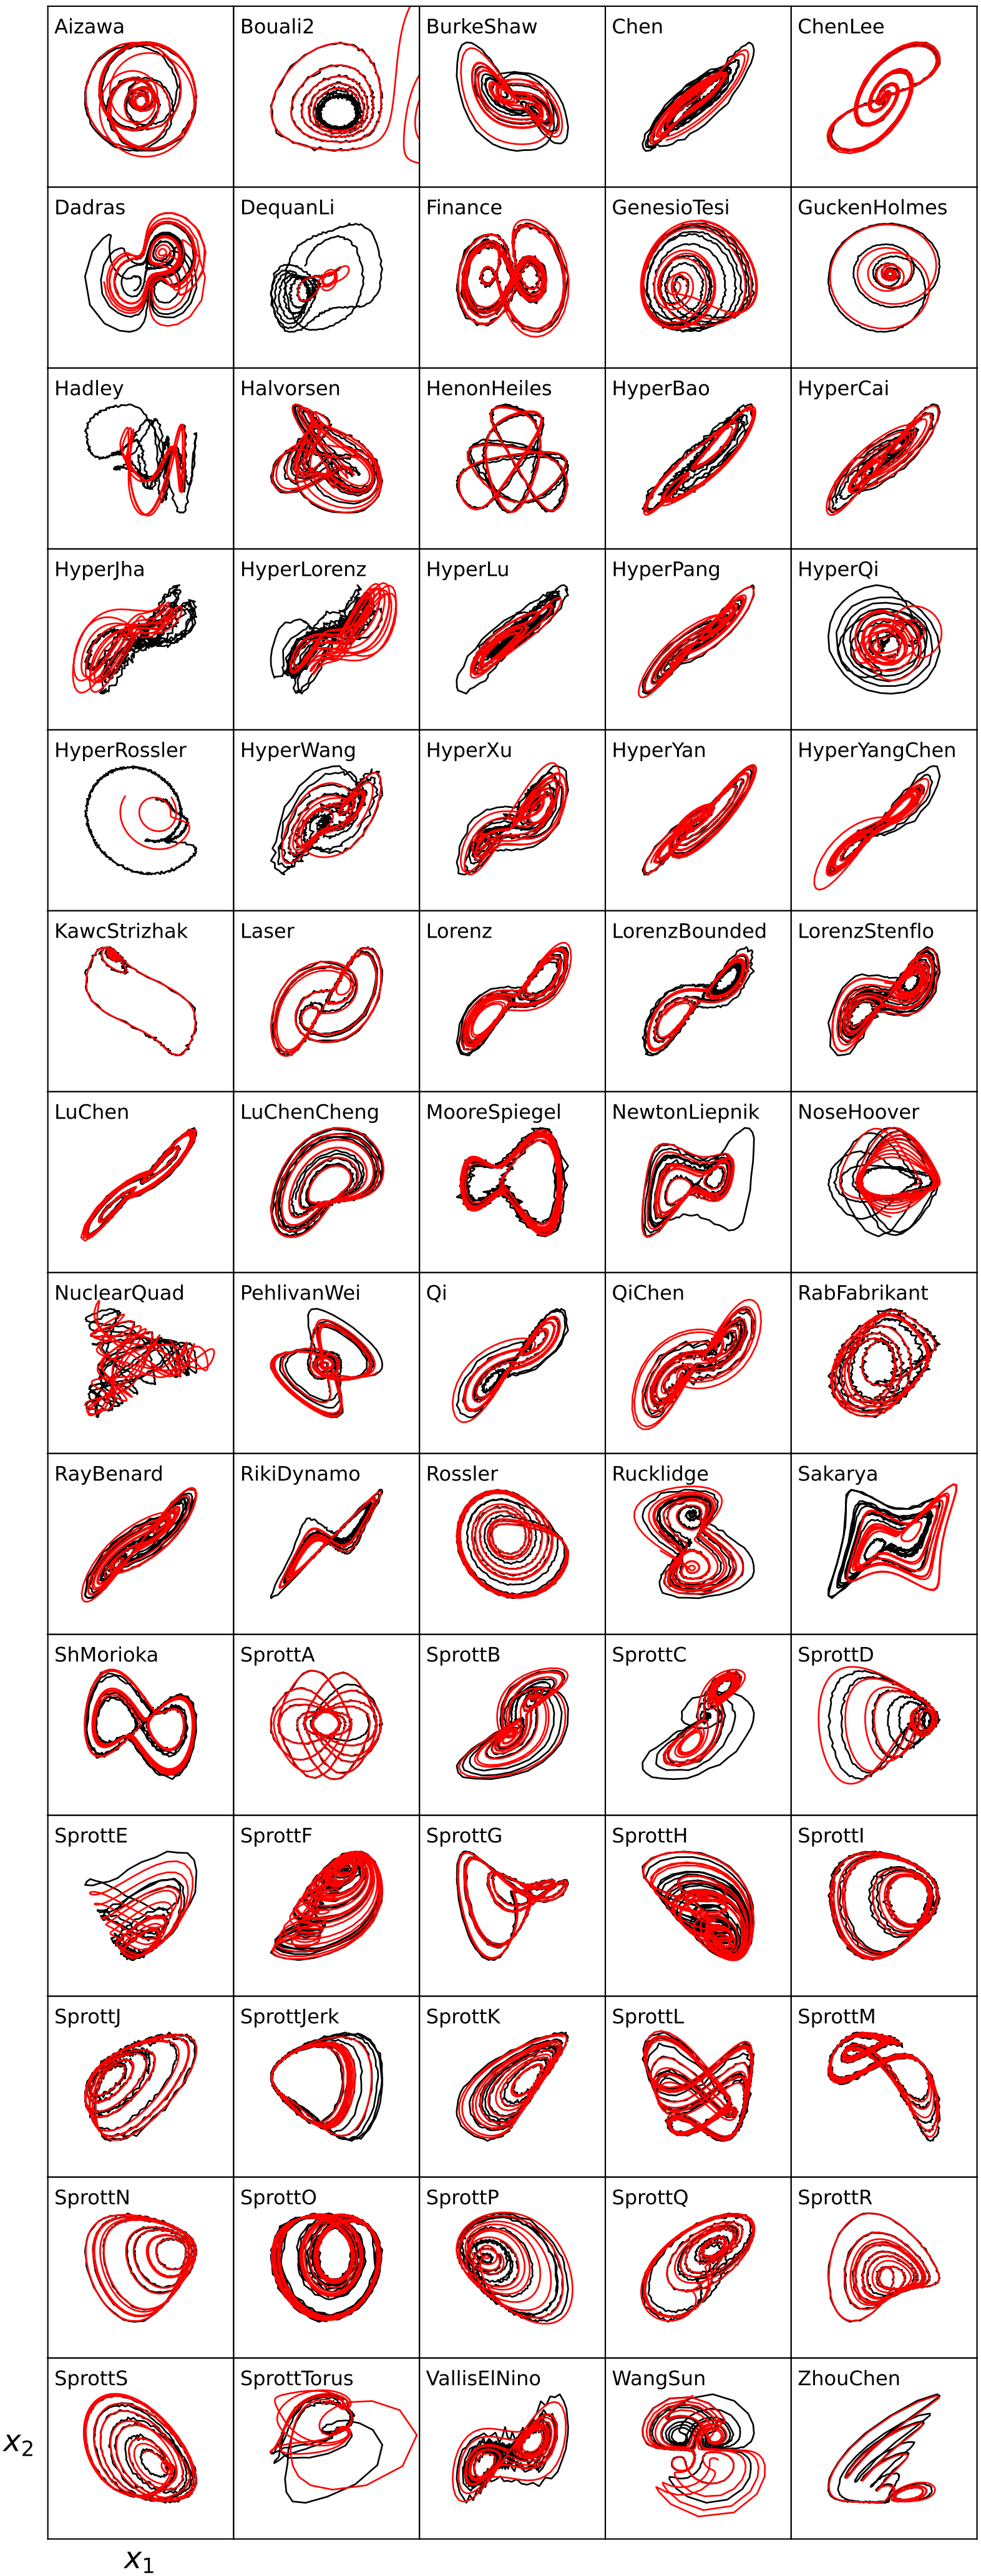 Aizawa Bouali2 BurkeShaw Chen ChenLee
Dadras DequanLi Finance GenesioTesi GuckenHolmes
Hadley Halvorsen HenonHeiles HyperBao HyperCai
HyperJha HyperLorenz HyperLu HyperPang HyperQi
HyperRossler HyperWang HyperXu HyperYan HyperYangChen
KawcStrizhak Laser Lorenz LorenzBounded LorenzStenflo
LuChen LuChenCheng MooreSpiegel NewtonLiepnik NoseHoover
NuclearQuad PehlivanWei Qi QiChen RabFabrikant
RayBenard RikiDynamo Rossler Rucklidge Sakarya
ShMorioka SprottA SprottB SprottC SprottD
SprottE SprottF SprottG SprottH SprottI
SprottJ SprottJerk SprottK SprottL SprottM
SprottN SprottO SprottP SprottQ SprottR
SprottS SprottTorus VallisElNino WangSun ZhouChen
x₂
x₁